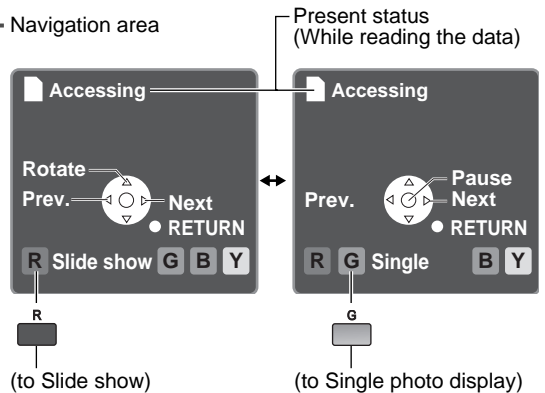 Navigation area
Present status
(While reading the data)
Accessing
Rotate
Prev.
Next
RETURN
R Slide show G B Y
R
(to Slide show)
Accessing
Pause
Prev.
Next
RETURN
R G Single B Y
G
(to Single photo display)